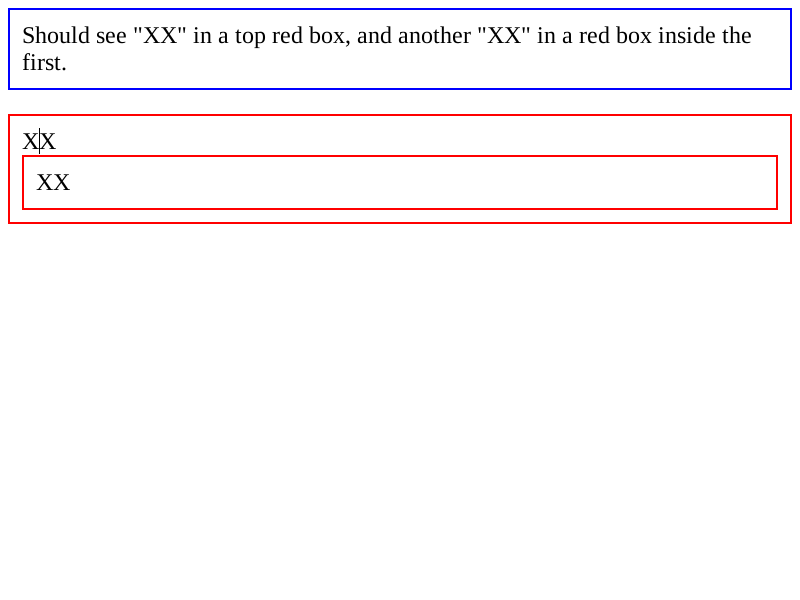 Should see "XX" in a top red box, and another "XX" in a red box inside the
first.
XX
XX